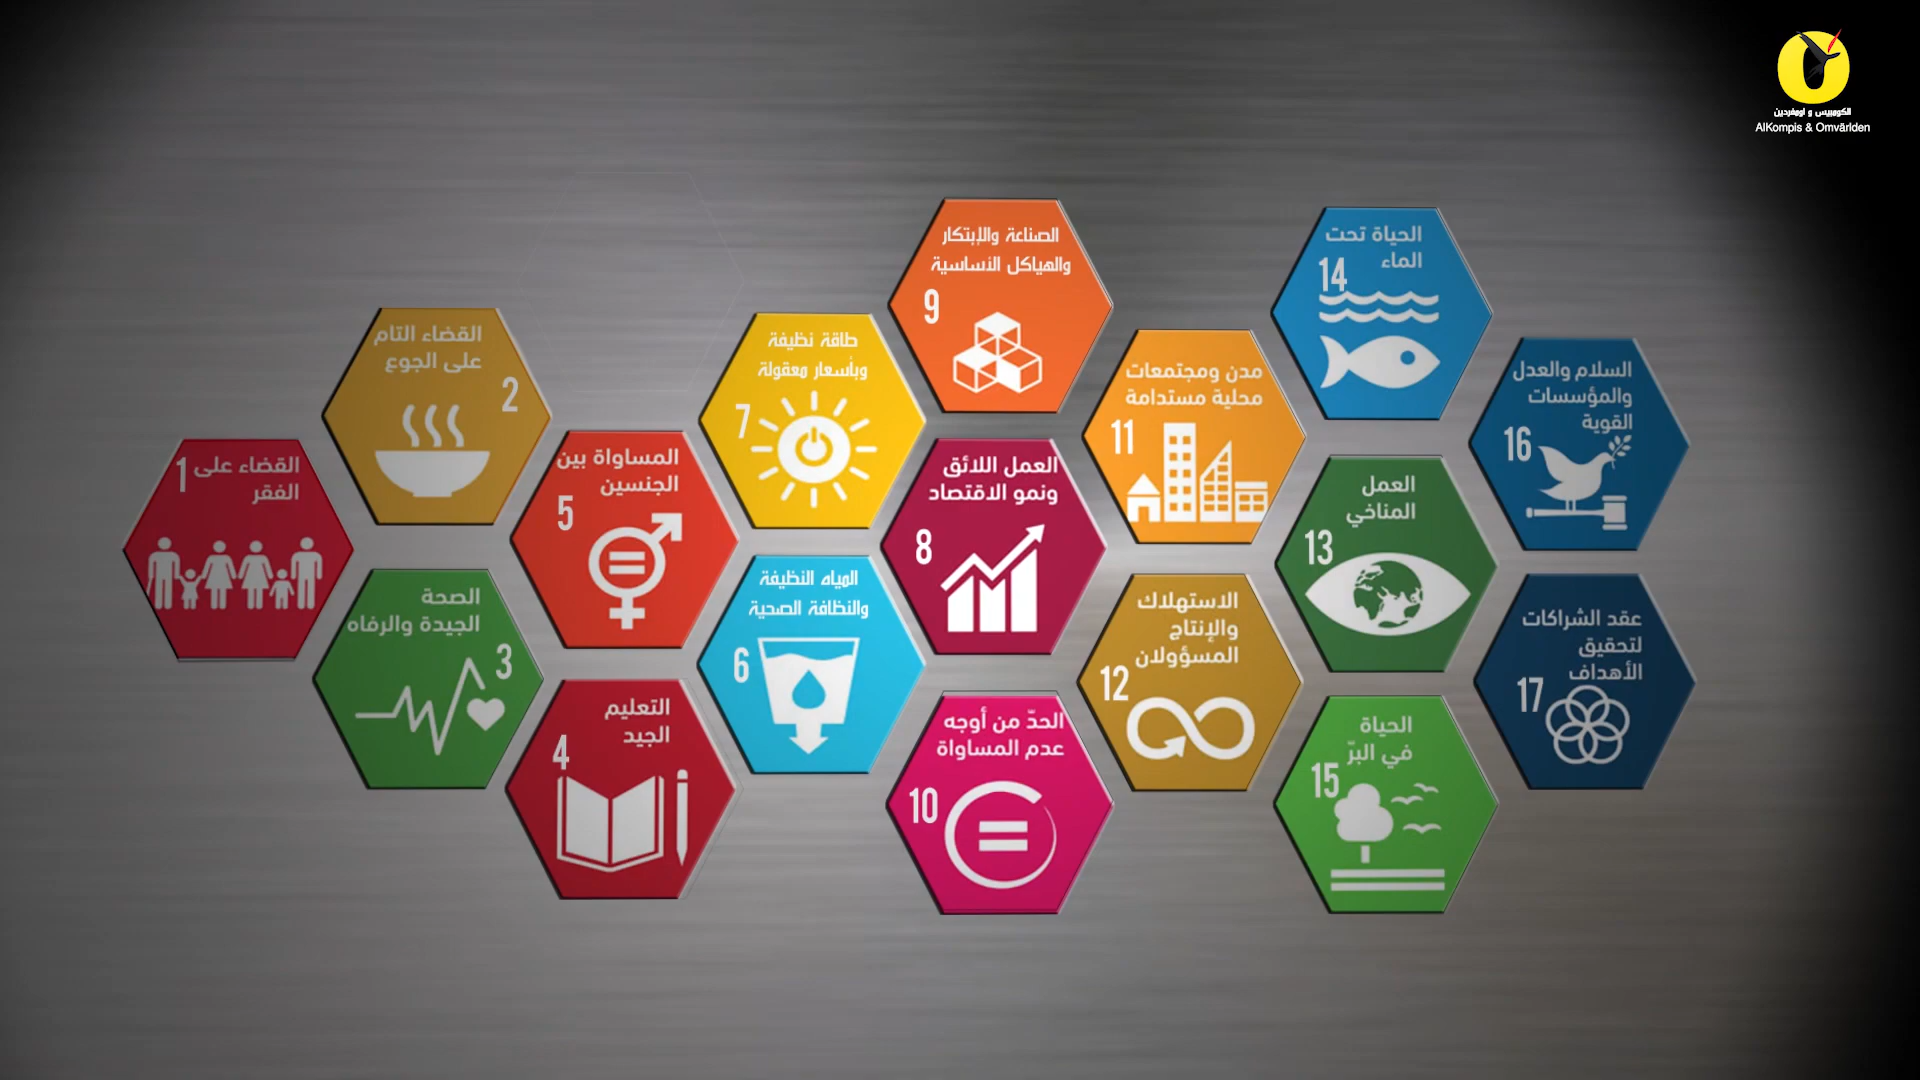 الكومبيس و اومفردين
AlKompis & Omvärlden
1
القضاء على
الفقر
2
القضاء التام
على الجوع
3
الصحة
الجيدة والرفاه
4
التعليم
الجيد
5
المساواة بين
الجنسين
6
المياه النظيفة
والنظافة الصحية
7
طاقة نظيفة
وبأسعار معقولة
8
العمل اللائق
ونمو الاقتصاد
9
الصناعة والإبتكار
والهياكل الأساسية
10
الحدّ من أوجه
عدم المساواة
11
مدن ومجتمعات
محلية مستدامة
12
الاستهلاك
والإنتاج
المسؤولان
13
العمل
المناخي
14
الحياة تحت
الماء
15
الحياة
في البرّ
16
السلام والعدل
والمؤسسات
القوية
17
عقد الشراكات
لتحقيق
الأهداف